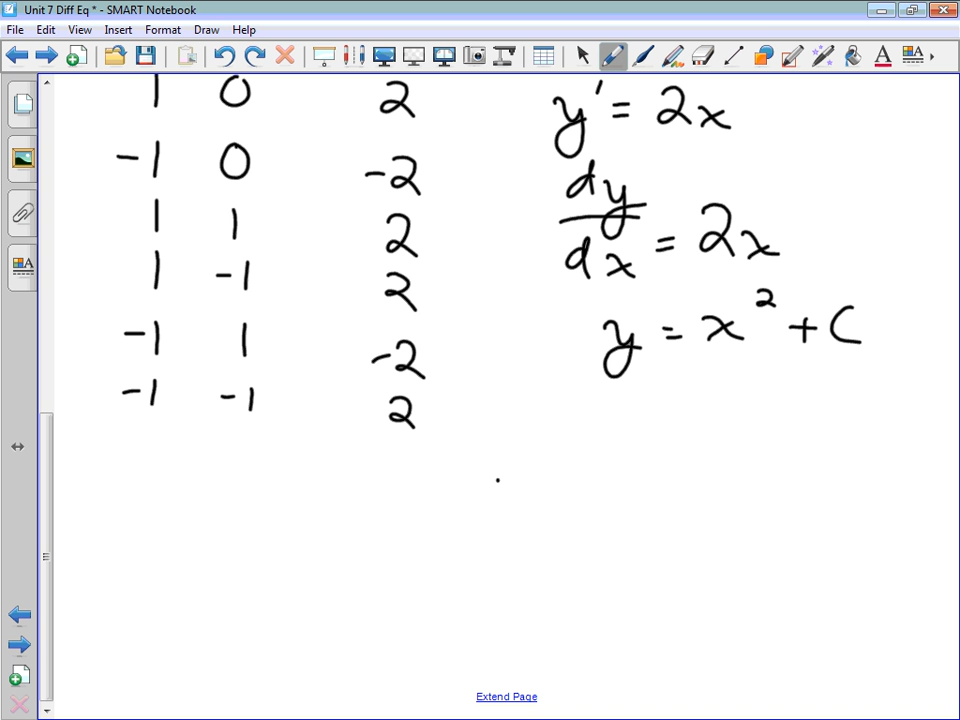 Unit 7 Diff Eq * - SMART Notebook
File Edit View Insert Format Draw Help
1 0 2
-1 0 -2
1 1 2
1 -1 2
-1 1 -2
-1 -1 2
y' = 2x
dy/dx = 2x
y = x² + C
Extend Page